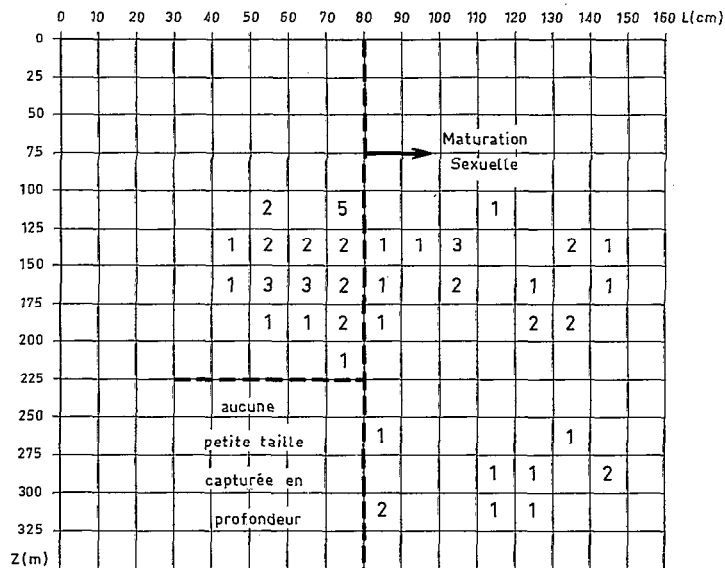 0 10 20 30 40 50 60 70 80 90 100 110 120 130 140 150 160 L(cm)
0
25
50
75
Maturation
Sexuelle
100
2 5 1
125
1 2 2 2 1 1 3 2 1
150
1 3 3 2 1 2 1 1
175
1 1 2 1 2 2
200
1
225
aucune
250
petite taille 1 1
275
capturée en 1 1 2
300
profondeur 2 1 1
325
Z(m)